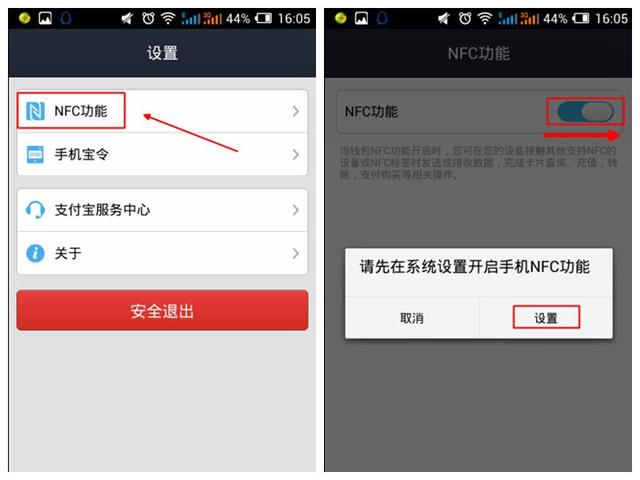 44% 16:05
设置
NFC功能
手机宝令
支付宝服务中心
关于
安全退出
44% 16:05
NFC功能
NFC功能
当钱包NFC功能开启时，您可在您的设备接触其他支持NFC的
设备或NFC标签时发送或接收数据，完成卡片查询、充值，转
账，支付购买等相关操作。
请先在系统设置开启手机NFC功能
取消
设置